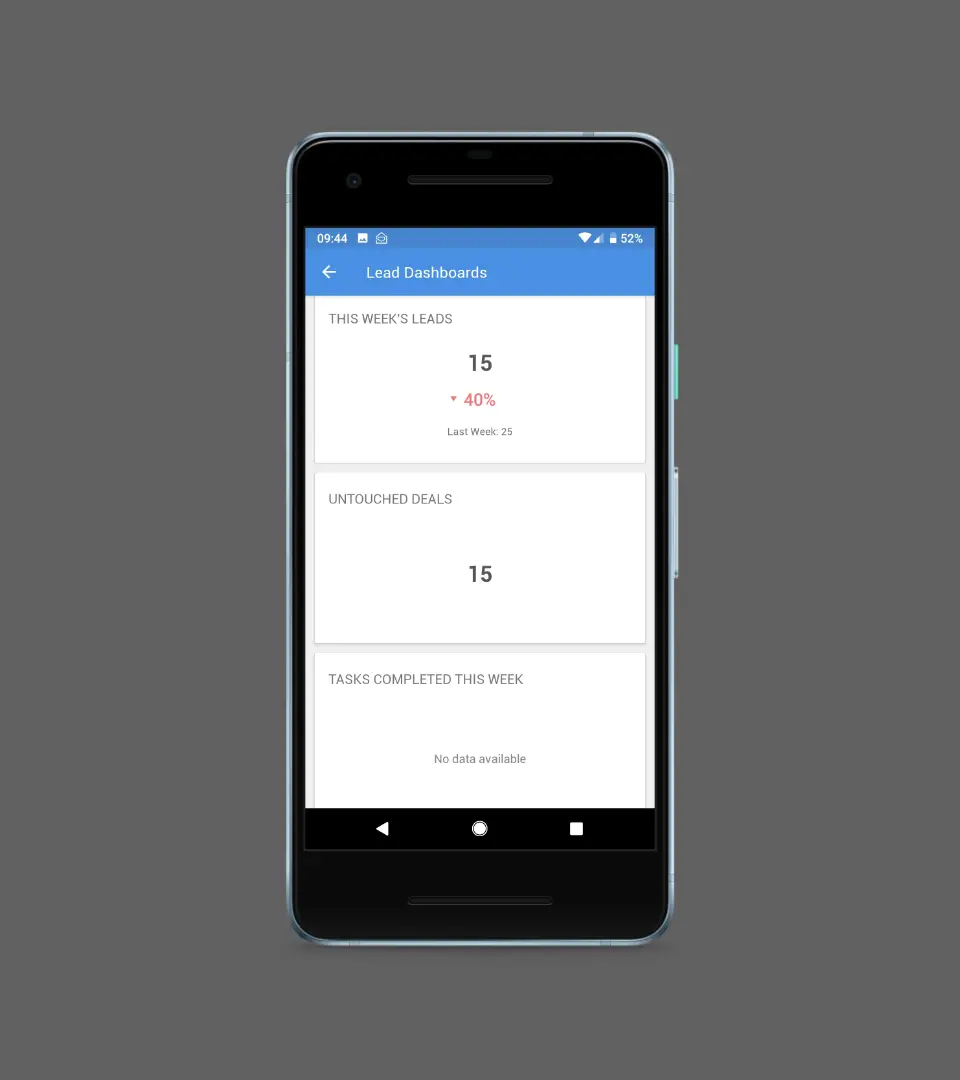 09:44 52%
Lead Dashboards
THIS WEEK'S LEADS
15
40%
Last Week: 25
UNTOUCHED DEALS
15
TASKS COMPLETED THIS WEEK
No data available